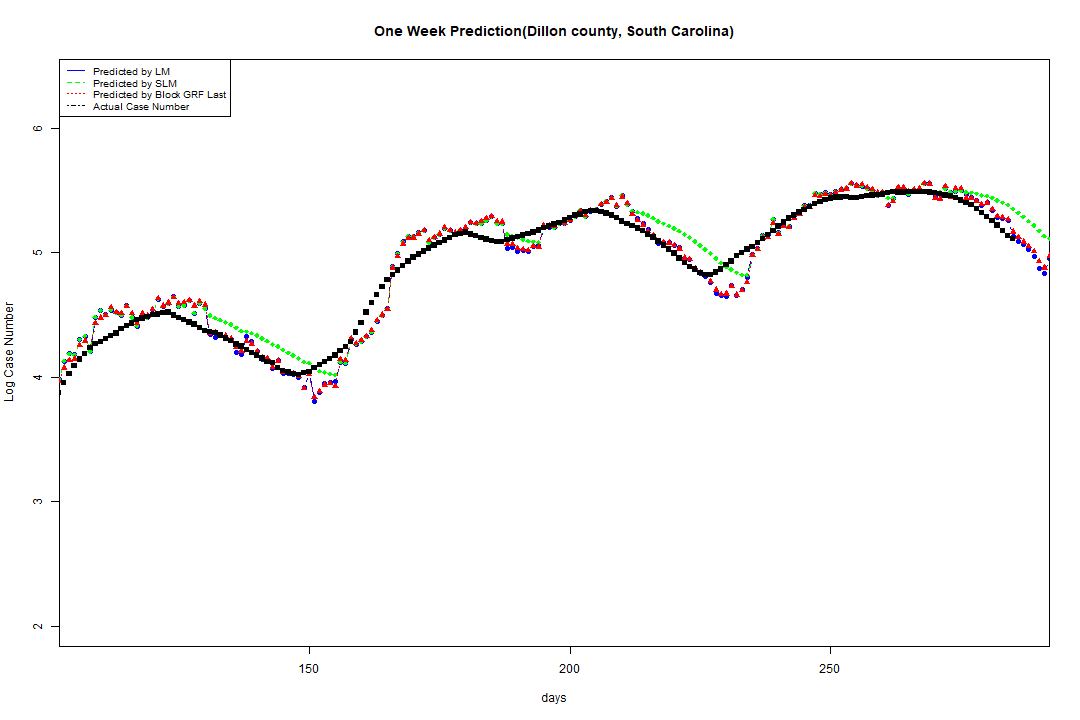 One Week Prediction(Dillon county, South Carolina)
Predicted by LM
Predicted by SLM
Predicted by Block GRF Last
Actual Case Number
6
5
4
3
2
Log Case Number
150
200
250
days